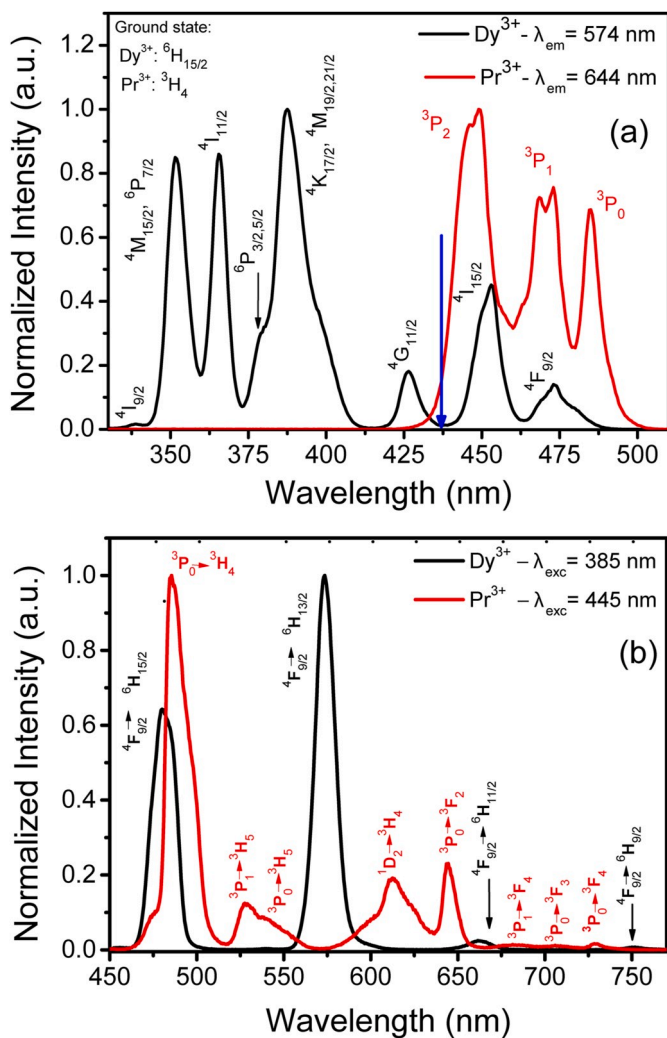 (a)
Ground state:
Dy³⁺: ⁶H₁₅/₂
Pr³⁺: ³H₄
Dy³⁺ - λₑₘ = 574 nm
Pr³⁺ - λₑₘ = 644 nm
⁴I₉/₂
⁴M₁₅/₂, ⁶P₇/₂
⁴I₁₁/₂
⁶P₃/₂,₅/₂
⁴K₁₇/₂, ⁴M₁₉/₂,₂₁/₂
⁴G₁₁/₂
³P₂
⁴I₁₅/₂
³P₁
⁴F₉/₂
³P₀
Normalized Intensity (a.u.)
1.2
1.0
0.8
0.6
0.4
0.2
0.0
350 375 400 425 450 475 500
Wavelength (nm)
(b)
Dy³⁺ – λₑₓc = 385 nm
Pr³⁺ – λₑₓc = 445 nm
⁴F₉/₂→⁶H₁₅/₂
³P₀→³H₄
³P₁→³H₅
³P₀→³H₅
⁴F₉/₂→⁶H₁₃/₂
¹D₂→³H₄
³P₀→³F₂
⁴F₉/₂→⁶H₁₁/₂
³P₁→³F₄
³P₀→³F₃
³P₀→³F₄
⁴F₉/₂→⁶H₉/₂
Normalized Intensity (a.u.)
1.0
0.8
0.6
0.4
0.2
0.0
450 500 550 600 650 700 750
Wavelength (nm)